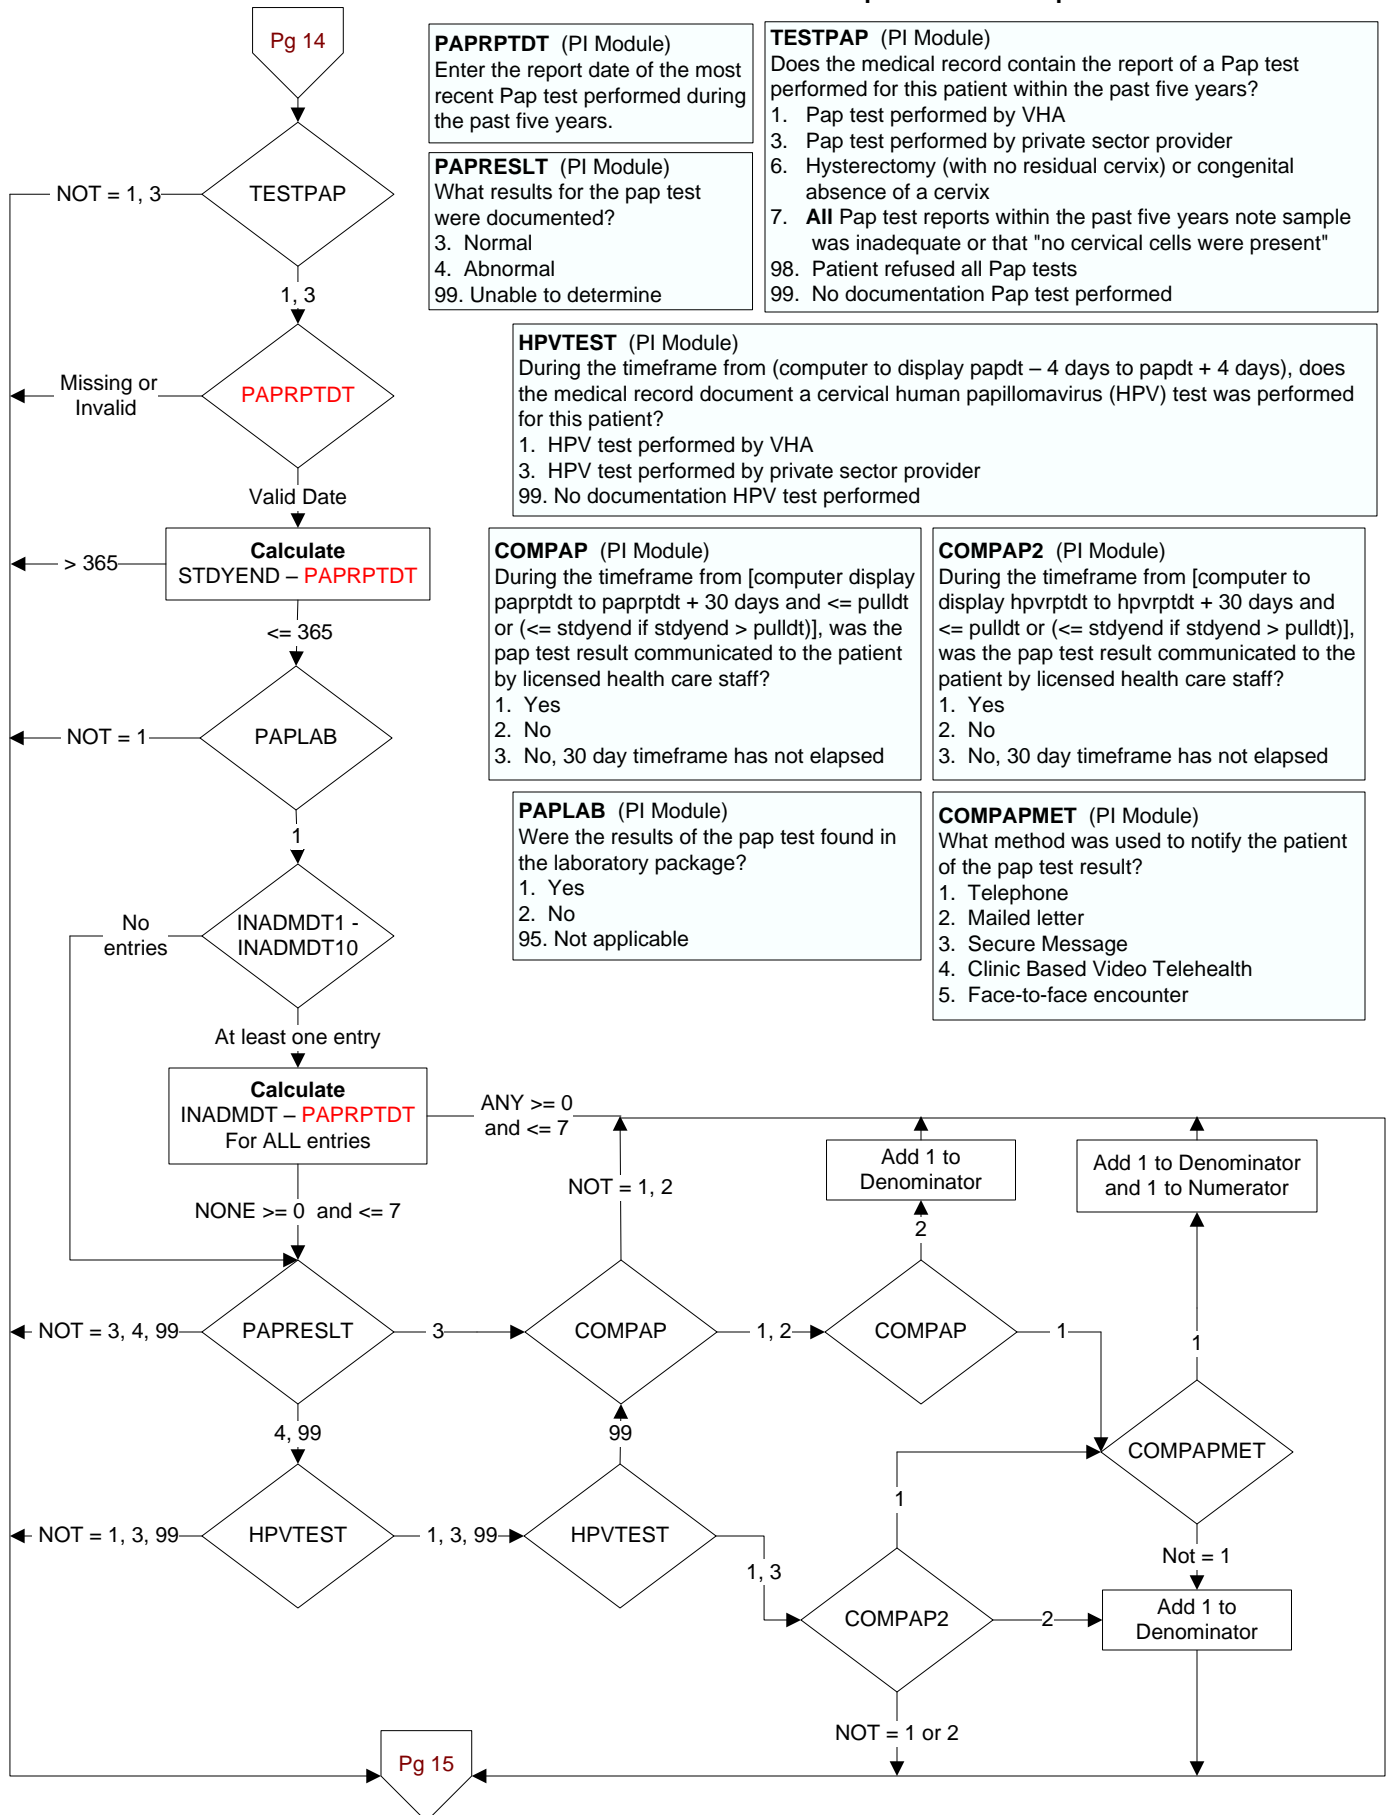 Pg 14
PAPRPTDT (PI Module)
Enter the report date of the most
recent Pap test performed during
the past five years.
TESTPAP (PI Module)
Does the medical record contain the report of a Pap test
performed for this patient within the past five years?
1. Pap test performed by VHA
3. Pap test performed by private sector provider
6. Hysterectomy (with no residual cervix) or congenital
absence of a cervix
7. All Pap test reports within the past five years note sample
was inadequate or that "no cervical cells were present"
98. Patient refused all Pap tests
99. No documentation Pap test performed
PAPRESLT (PI Module)
What results for the pap test
were documented?
3. Normal
4. Abnormal
99. Unable to determine
NOT = 1, 3
TESTPAP
1, 3
HPVTEST (PI Module)
During the timeframe from (computer to display papdt – 4 days to papdt + 4 days), does
the medical record document a cervical human papillomavirus (HPV) test was performed
for this patient?
1. HPV test performed by VHA
3. HPV test performed by private sector provider
99. No documentation HPV test performed
Missing or
Invalid
PAPRPTDT
Valid Date
Calculate
STDYEND – PAPRPTDT
> 365
<= 365
COMPAP (PI Module)
During the timeframe from [computer display
paprptdt to paprptdt + 30 days and <= pulldt
or (<= stdyend if stdyend > pulldt)], was the
pap test result communicated to the patient
by licensed health care staff?
1. Yes
2. No
3. No, 30 day timeframe has not elapsed
COMPAP2 (PI Module)
During the timeframe from [computer to
display hpvrptdt to hpvrptdt + 30 days and
<= pulldt or (<= stdyend if stdyend > pulldt)],
was the pap test result communicated to the
patient by licensed health care staff?
1. Yes
2. No
3. No, 30 day timeframe has not elapsed
NOT = 1
PAPLAB
1
PAPLAB (PI Module)
Were the results of the pap test found in
the laboratory package?
1. Yes
2. No
95. Not applicable
COMPAPMET (PI Module)
What method was used to notify the patient
of the pap test result?
1. Telephone
2. Mailed letter
3. Secure Message
4. Clinic Based Video Telehealth
5. Face-to-face encounter
No
entries
INADMDT1 -
INADMDT10
At least one entry
Calculate
INADMDT – PAPRPTDT
For ALL entries
ANY >= 0
and <= 7
NONE >= 0 and <= 7
NOT = 1, 2
Add 1 to
Denominator
Add 1 to Denominator
and 1 to Numerator
2
NOT = 3, 4, 99
PAPRESLT
3
COMPAP
1, 2
COMPAP
1
1
4, 99
99
COMPAPMET
NOT = 1, 3, 99
HPVTEST
1, 3, 99
HPVTEST
1
1, 3
Not = 1
COMPAP2
2
Add 1 to
Denominator
NOT = 1 or 2
Pg 15